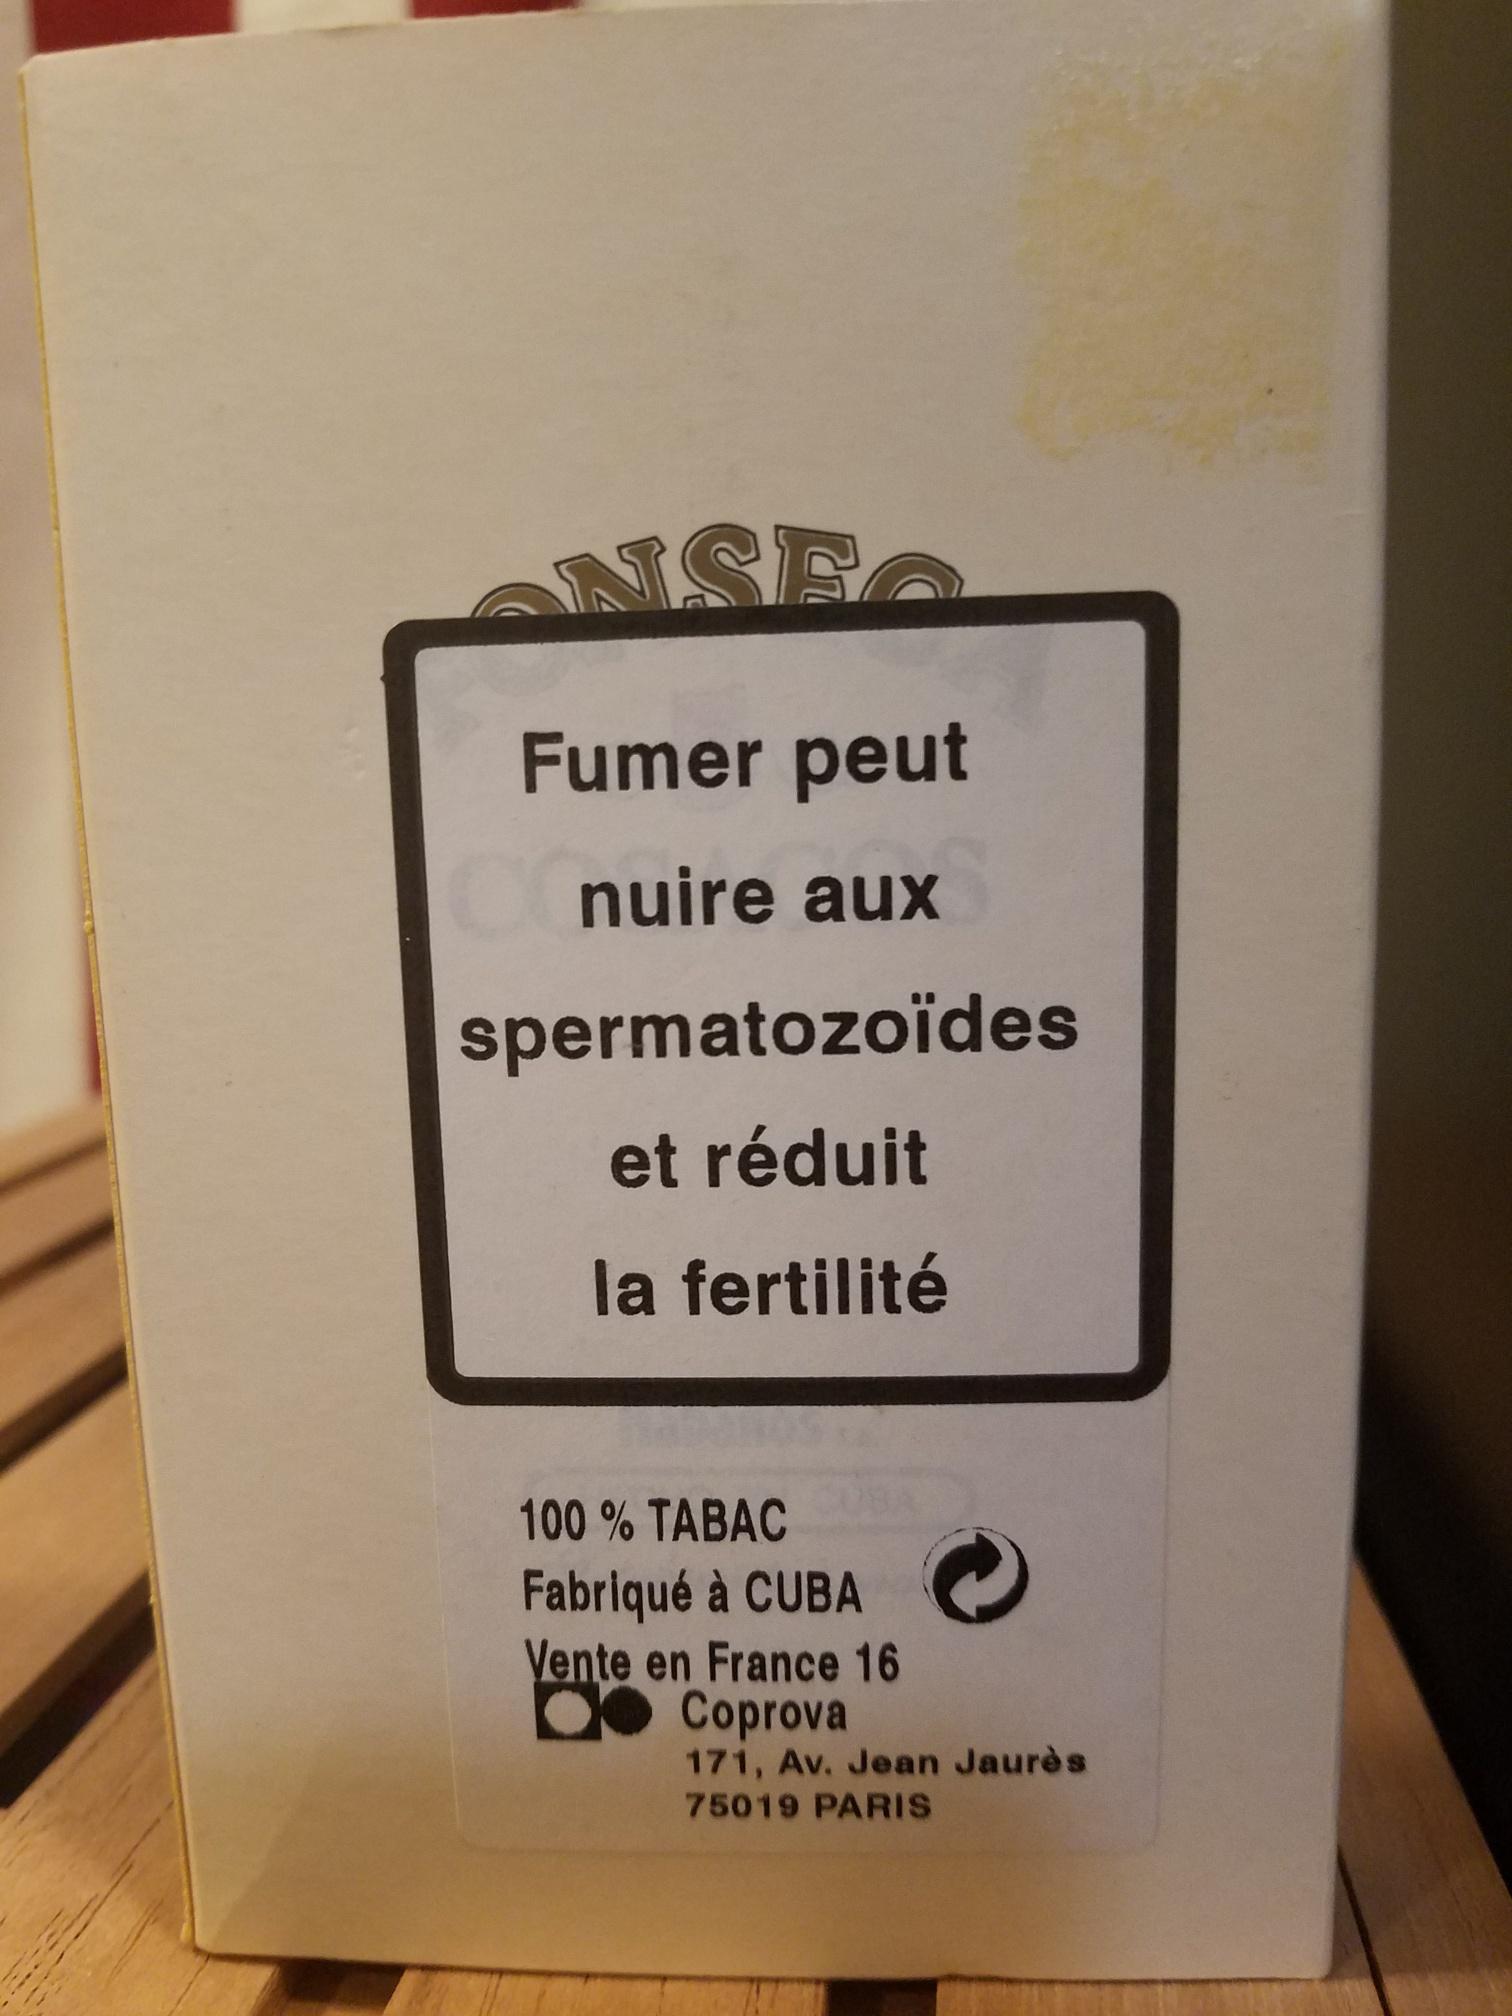 FONSECA
Fumer peut
nuire aux
spermatozoïdes
et réduit
la fertilité
100 % TABAC
Fabriqué à CUBA
Vente en France 16
Coprova
171, Av. Jean Jaurès
75019 PARIS